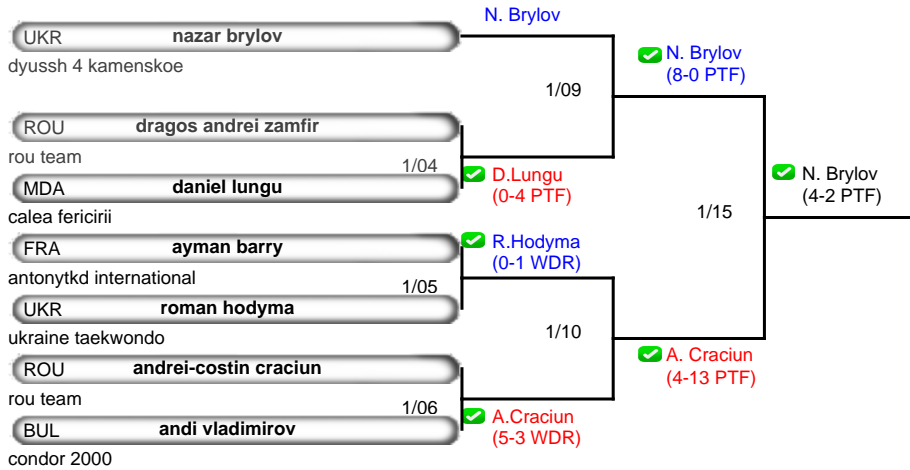 N. Brylov
UKR nazar brylov
dyussh 4 kamenskoe
N. Brylov
(8-0 PTF)
1/09
ROU dragos andrei zamfir
rou team
1/04
MDA daniel lungu
calea fericirii
D.Lungu
(0-4 PTF)
N. Brylov
(4-2 PTF)
1/15
FRA ayman barry
antonytkd international
R.Hodyma
(0-1 WDR)
1/05
UKR roman hodyma
ukraine taekwondo
1/10
A. Craciun
(4-13 PTF)
ROU andrei-costin craciun
rou team
1/06
BUL andi vladimirov
condor 2000
A.Craciun
(5-3 WDR)